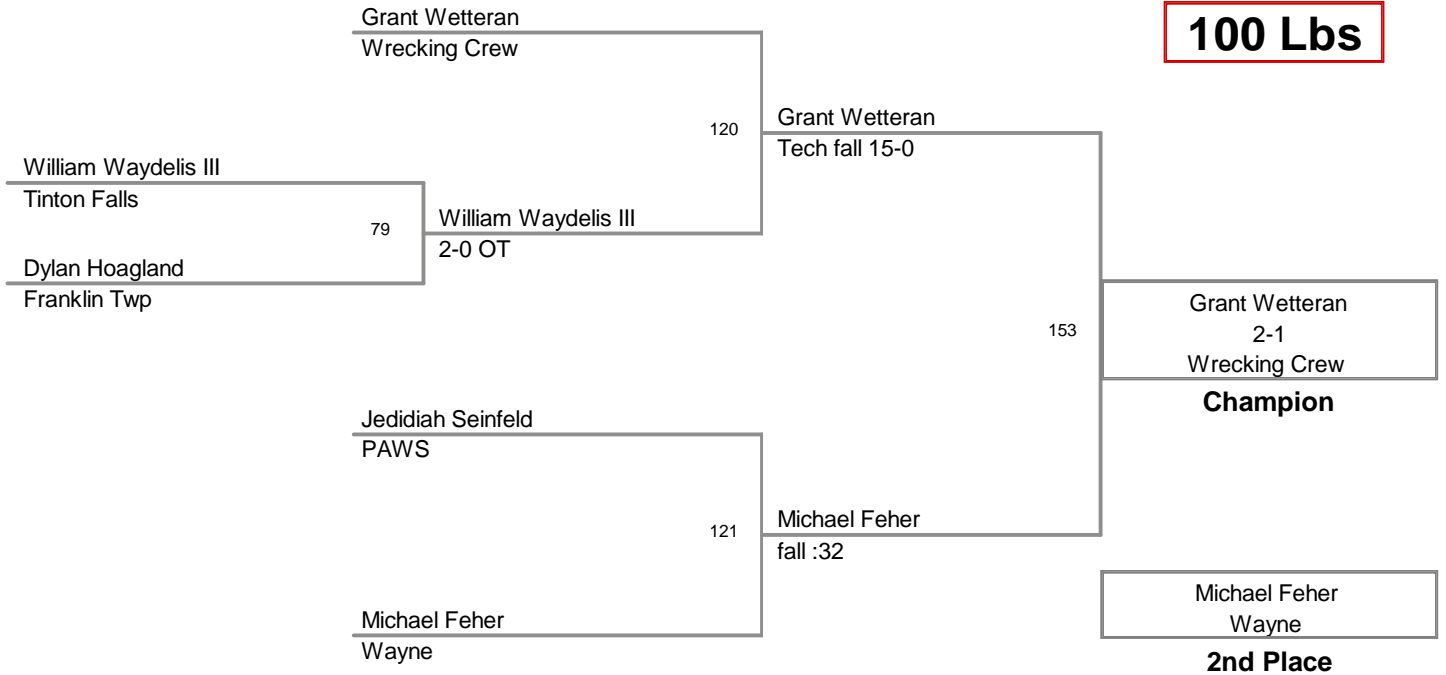 Grant Wetteran
Wrecking Crew
100 Lbs
120
Grant Wetteran
Tech fall 15-0
William Waydelis III
Tinton Falls
79
William Waydelis III
2-0 OT
Dylan Hoagland
Franklin Twp
153
Grant Wetteran
2-1
Wrecking Crew
Champion
Jedidiah Seinfeld
PAWS
121
Michael Feher
fall :32
Michael Feher
Wayne
Michael Feher
Wayne
2nd Place